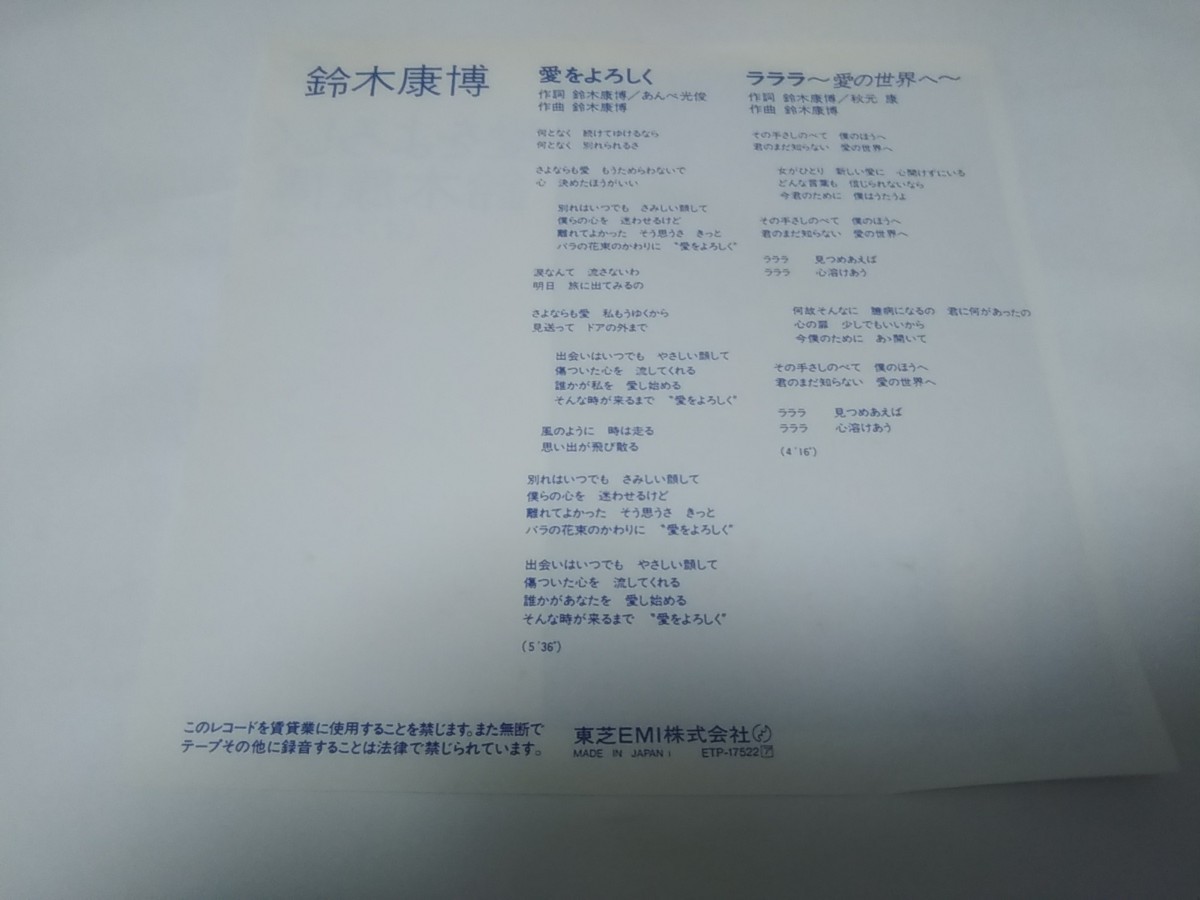 鈴木康博
愛をよろしく
作詞 鈴木康博/あんべ光俊
作曲 鈴木康博
何となく 続けてゆけるなら
何となく 別れられるさ
さよならも愛 もうためらわないで
心 決めたほうがいい
別れはいつでも さみしい顔して
僕らの心を 迷わせるけど
離れてよかった そう思うさ きっと
バラの花束のかわりに “愛をよろしく”
涙なんて 流さないわ
明日 旅に出てみるの
さよならも愛 私もうゆくから
見送って ドアの外まで
出会いはいつでも やさしい顔して
傷ついた心を 流してくれる
誰かが私を 愛し始める
そんな時が来るまで “愛をよろしく”
風のように 時は走る
思い出が飛び散る
別れはいつでも さみしい顔して
僕らの心を 迷わせるけど
離れてよかった そう思うさ きっと
バラの花束のかわりに “愛をよろしく”
出会いはいつでも やさしい顔して
傷ついた心を 流してくれる
誰かがあなたを 愛し始める
そんな時が来るまで “愛をよろしく”
(5'36")
ラララ〜愛の世界へ〜
作詞 鈴木康博/秋元 康
作曲 鈴木康博
その手さしのべて 僕のほうへ
君のまだ知らない 愛の世界へ
女がひとり 新しい愛に 心開けずにいる
どんな言葉も 信じられないなら
今君のために 僕はうたうよ
その手さしのべて 僕のほうへ
君のまだ知らない 愛の世界へ
ラララ 見つめあえば
ラララ 心溶けあう
何故そんなに 臆病になるの 君に何があったの
心の扉 少しでもいいから
今僕のために あゝ開いて
その手さしのべて 僕のほうへ
君のまだ知らない 愛の世界へ
ラララ 見つめあえば
ラララ 心溶けあう
(4'16")
このレコードを賃貸業に使用することを禁じます。また無断で
テープその他に録音することは法律で禁じられています。
東芝EMI株式会社
MADE IN JAPAN ETP-17522 ア